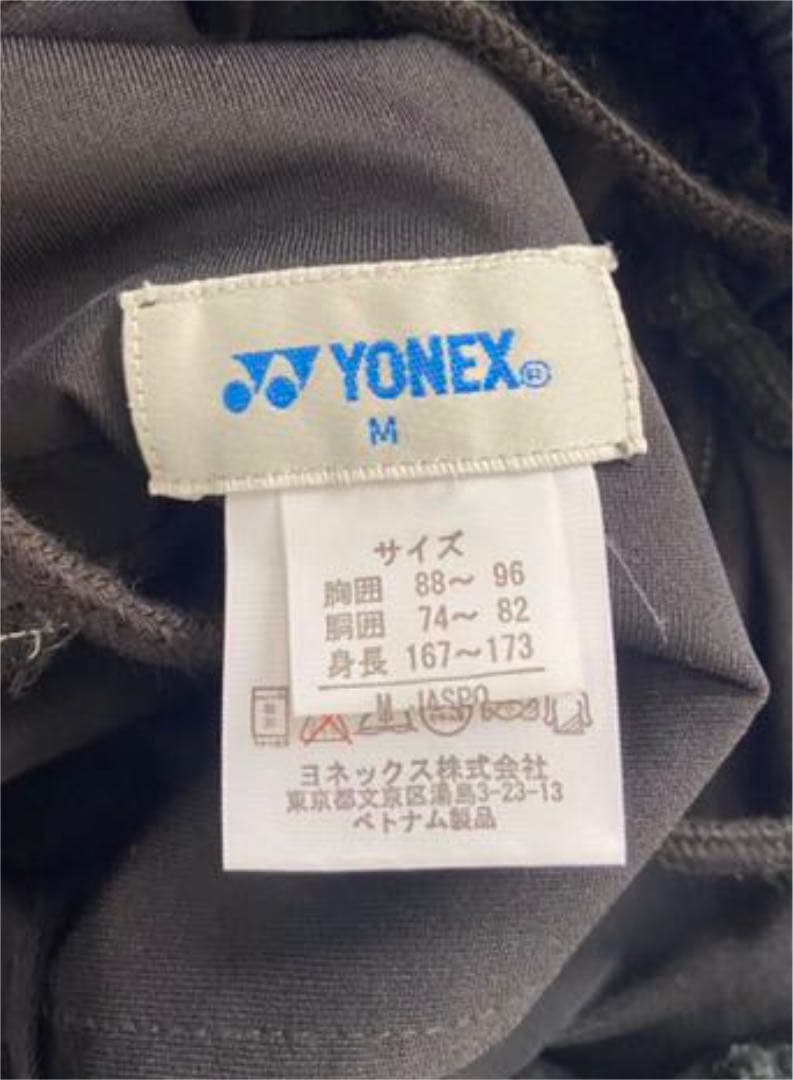 YONEX®
M
サイズ
胸囲 88～ 96
胴囲 74～ 82
身長 167～173
M JASPO
ヨネックス株式会社
東京都文京区湯島3-23-13
ベトナム製品